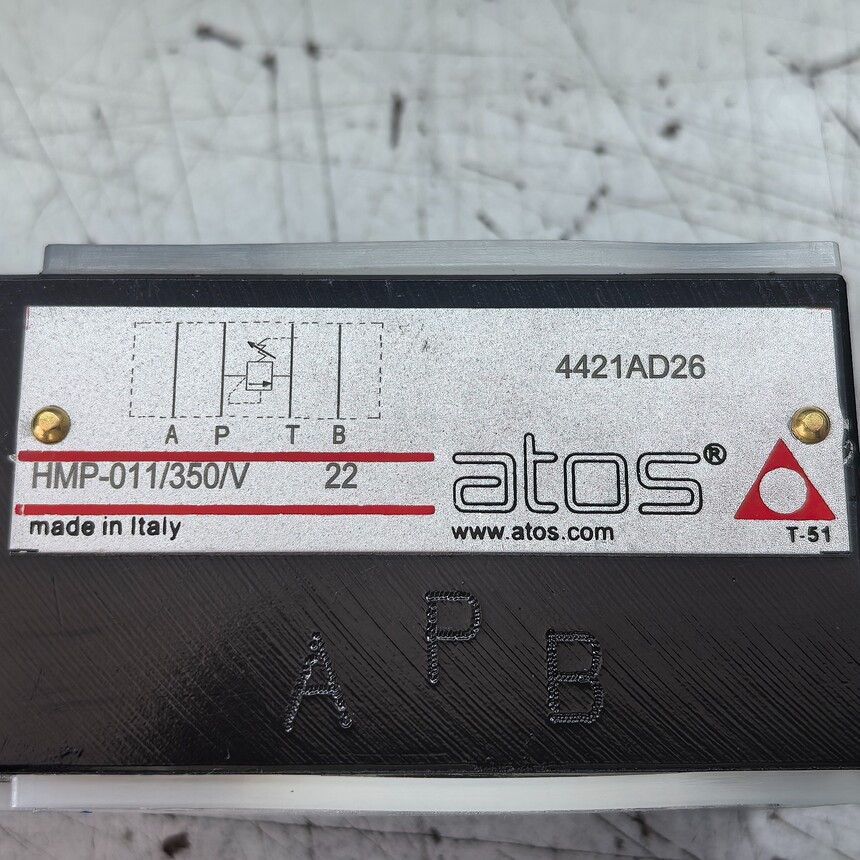 4421AD26
A P T B
HMP-011/350/V 22
atos®
made in Italy
www.atos.com
T-51
A P B